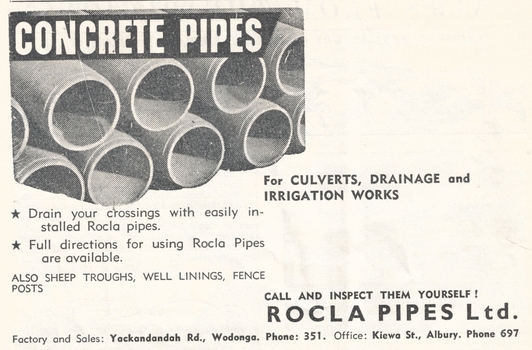 CONCRETE PIPES
For CULVERTS, DRAINAGE and
IRRIGATION WORKS
★ Drain your crossings with easily in-
stalled Rocla pipes.
★ Full directions for using Rocla Pipes
are available.
ALSO SHEEP TROUGHS, WELL LININGS, FENCE
POSTS
CALL AND INSPECT THEM YOURSELF!
ROCLA PIPES Ltd.
Factory and Sales: Yackandandah Rd., Wodonga. Phone: 351. Office: Kiewa St., Albury. Phone 697